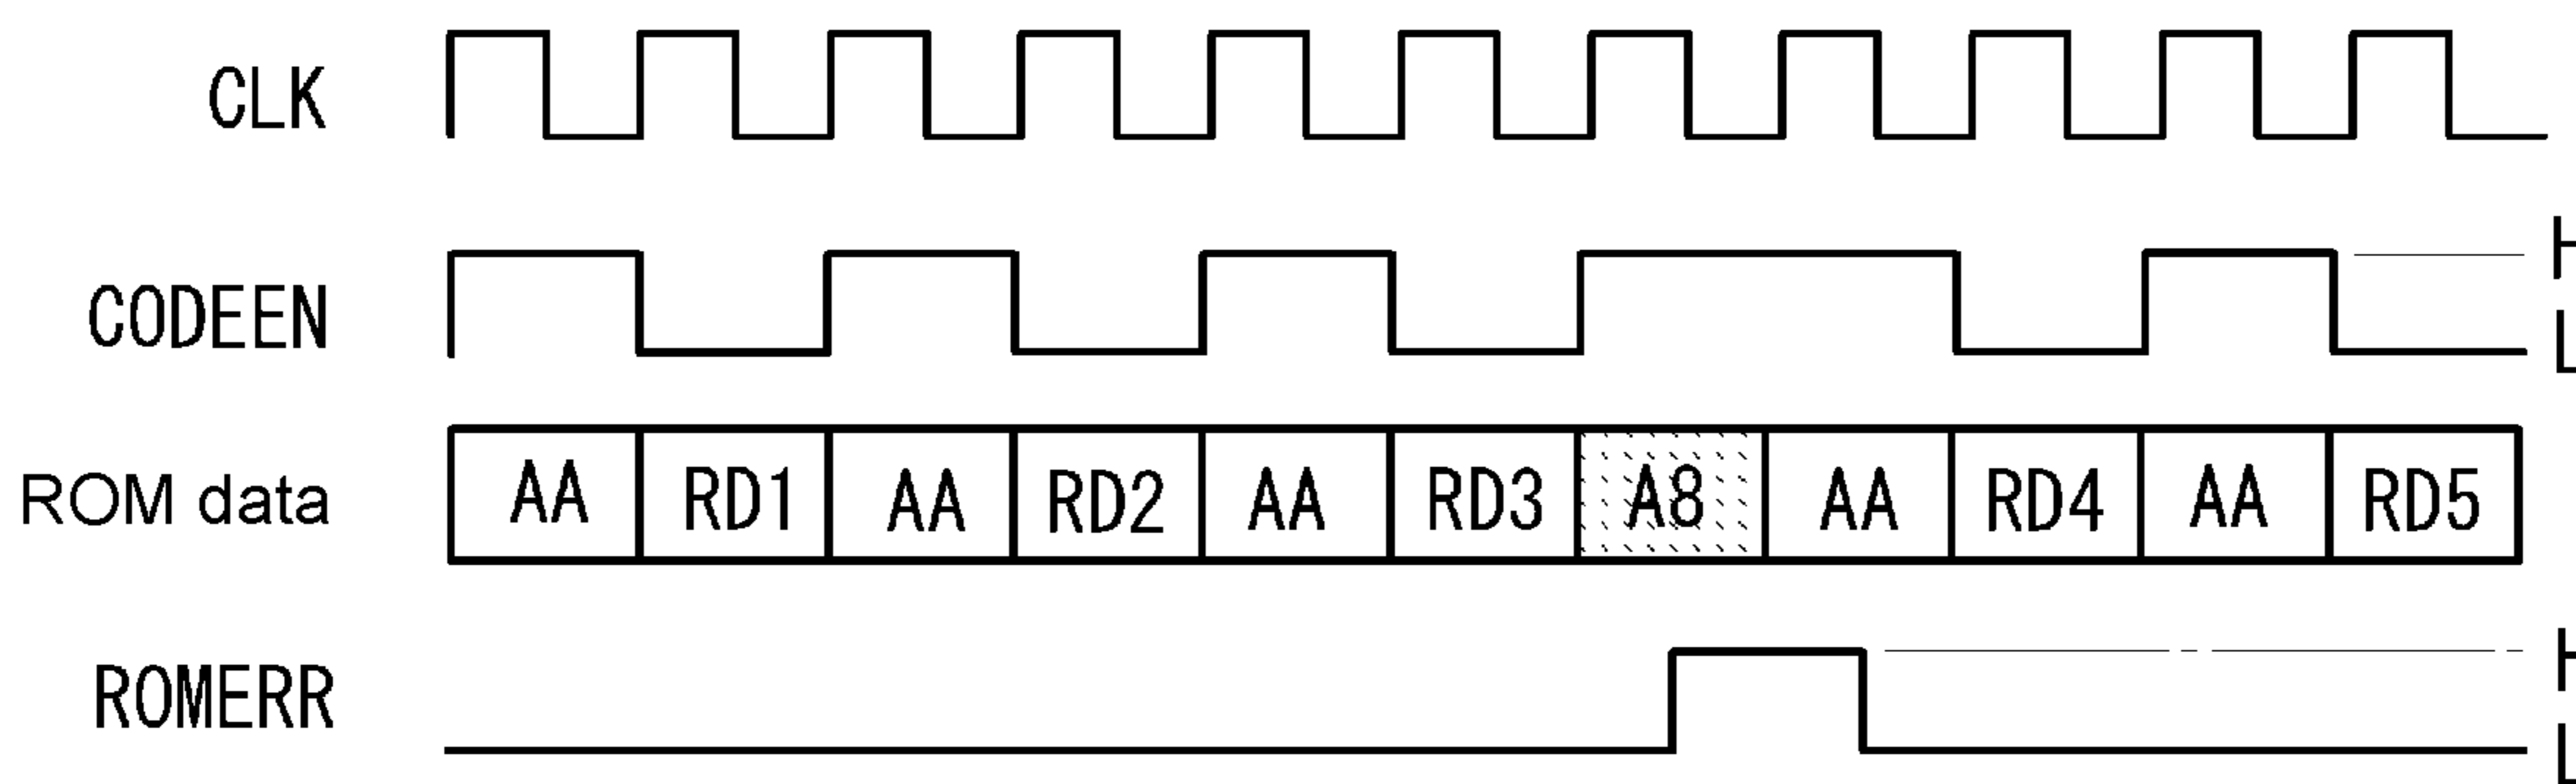 CLK
CODEEN H
L
ROM data AA RD1 AA RD2 AA RD3 A8 AA RD4 AA RD5
ROMERR H
L